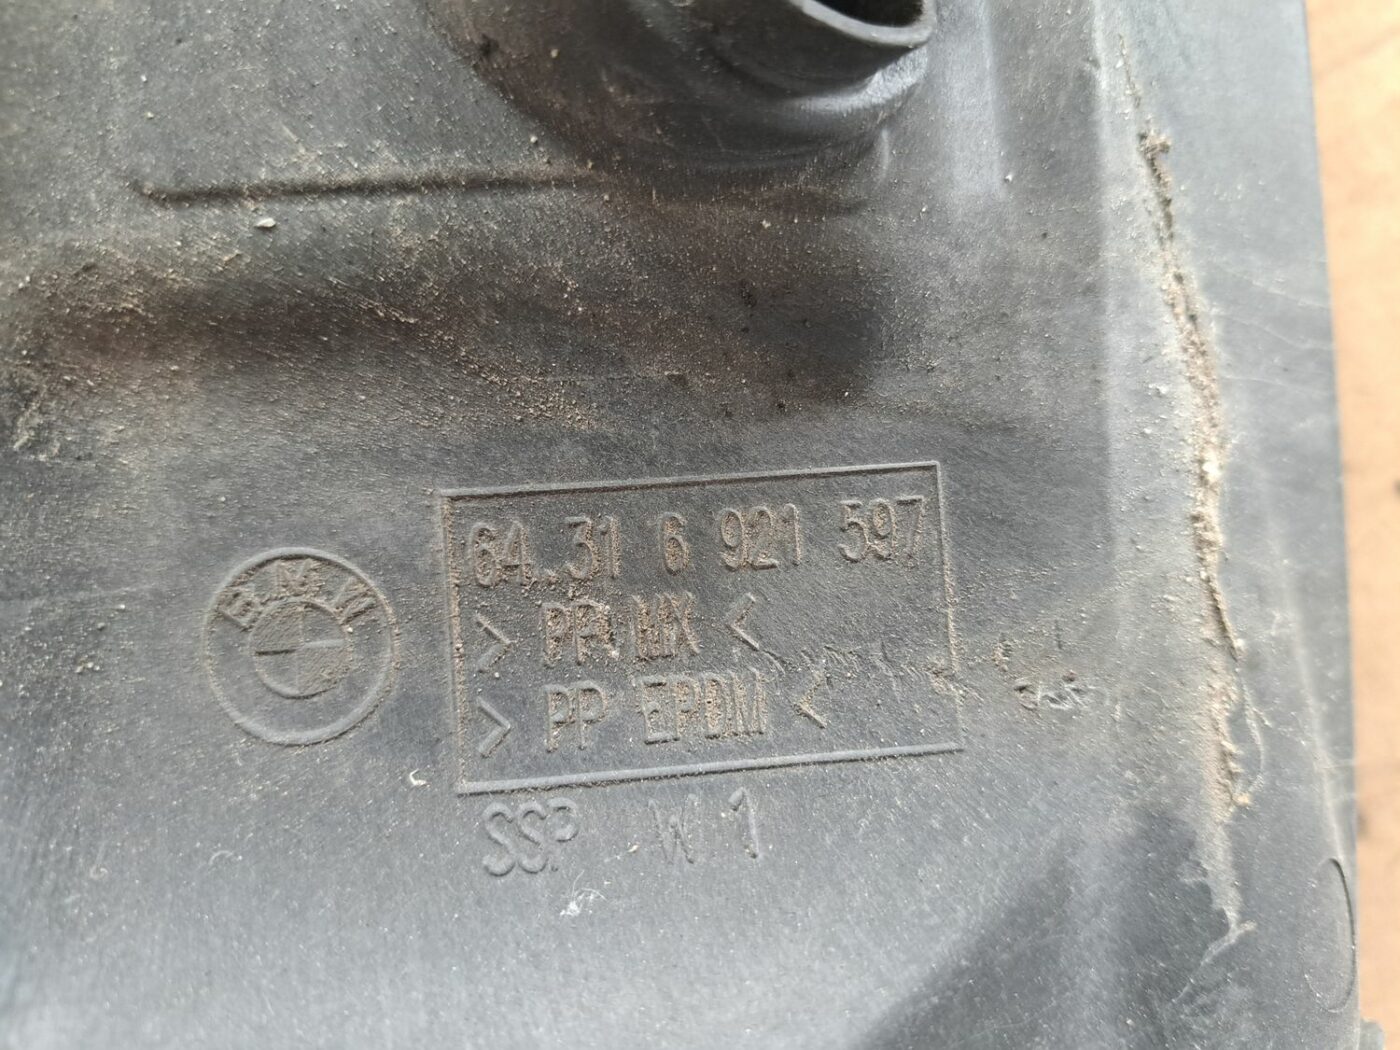 BMW
64.31 6 921 597
> PP MX <
> PP EPDM <
SSP W 1